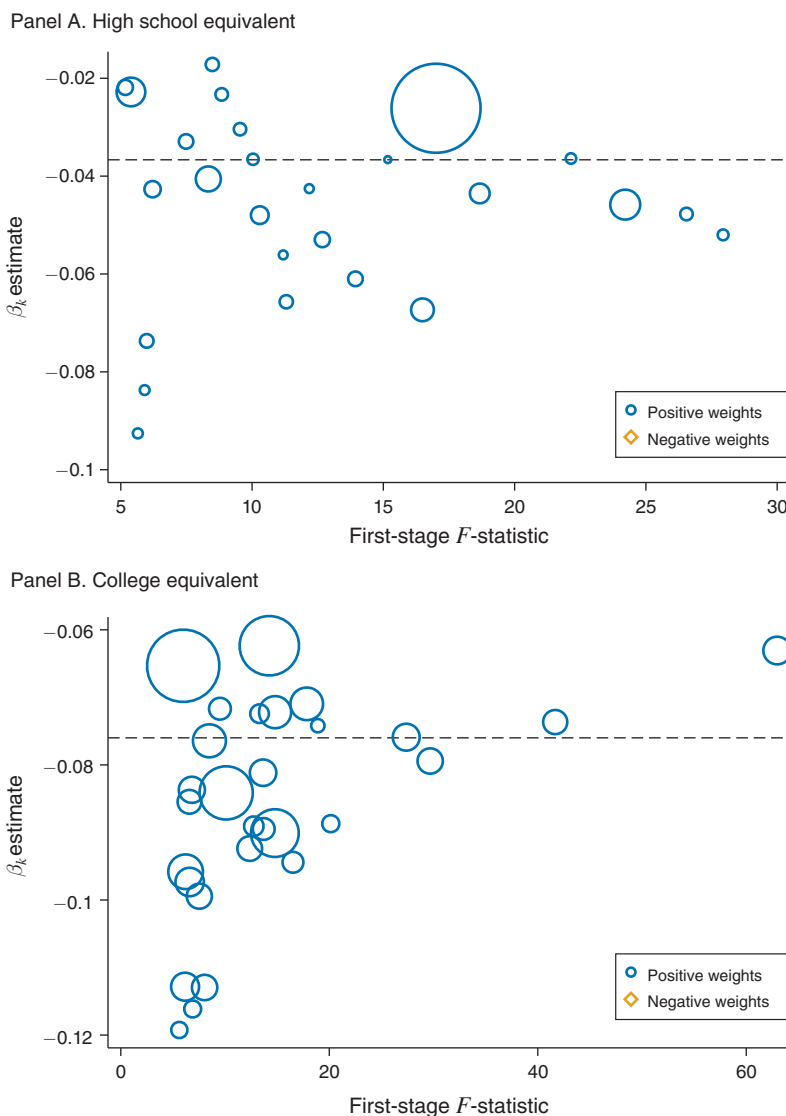 Panel A. High school equivalent
−0.02
−0.04
−0.06
−0.08
−0.1
βk estimate
5 10 15 20 25 30
First-stage F-statistic
Positive weights
Negative weights
Panel B. College equivalent
−0.06
−0.08
−0.1
−0.12
βk estimate
0 20 40 60
First-stage F-statistic
Positive weights
Negative weights